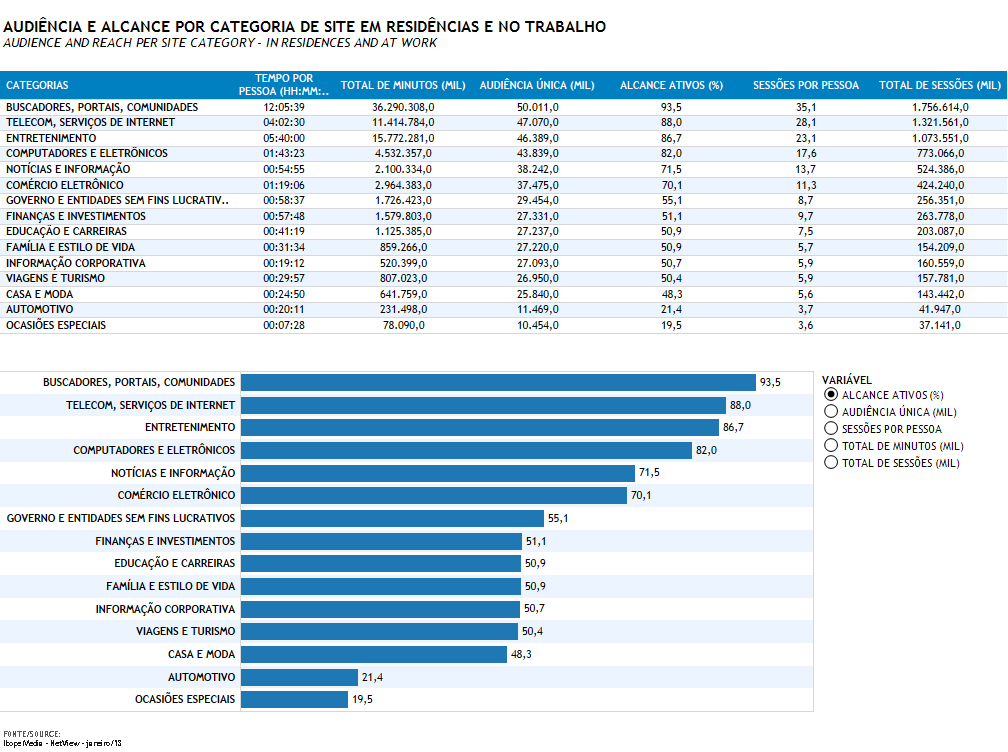 AUDIÊNCIA E ALCANCE POR CATEGORIA DE SITE EM RESIDÊNCIAS E NO TRABALHO
AUDIENCE AND REACH PER SITE CATEGORY - IN RESIDENCES AND AT WORK
CATEGORIAS TEMPO POR PESSOA (HH:MM:.. TOTAL DE MINUTOS (MIL) AUDIÊNCIA ÚNICA (MIL) ALCANCE ATIVOS (%) SESSÕES POR PESSOA TOTAL DE SESSÕES (MIL)
BUSCADORES, PORTAIS, COMUNIDADES 12:05:39 36.290.308,0 50.011,0 93,5 35,1 1.756.614,0
TELECOM, SERVIÇOS DE INTERNET 04:02:30 11.414.784,0 47.070,0 88,0 28,1 1.321.561,0
ENTRETENIMENTO 05:40:00 15.772.281,0 46.389,0 86,7 23,1 1.073.551,0
COMPUTADORES E ELETRÔNICOS 01:43:23 4.532.357,0 43.839,0 82,0 17,6 773.066,0
NOTÍCIAS E INFORMAÇÃO 00:54:55 2.100.334,0 38.242,0 71,5 13,7 524.386,0
COMÉRCIO ELETRÔNICO 01:19:06 2.964.383,0 37.475,0 70,1 11,3 424.240,0
GOVERNO E ENTIDADES SEM FINS LUCRATIV.. 00:58:37 1.726.423,0 29.454,0 55,1 8,7 256.351,0
FINANÇAS E INVESTIMENTOS 00:57:48 1.579.803,0 27.331,0 51,1 9,7 263.778,0
EDUCAÇÃO E CARREIRAS 00:41:19 1.125.385,0 27.237,0 50,9 7,5 203.087,0
FAMÍLIA E ESTILO DE VIDA 00:31:34 859.266,0 27.220,0 50,9 5,7 154.209,0
INFORMAÇÃO CORPORATIVA 00:19:12 520.399,0 27.093,0 50,7 5,9 160.559,0
VIAGENS E TURISMO 00:29:57 807.023,0 26.950,0 50,4 5,9 157.781,0
CASA E MODA 00:24:50 641.759,0 25.840,0 48,3 5,6 143.442,0
AUTOMOTIVO 00:20:11 231.498,0 11.469,0 21,4 3,7 41.947,0
OCASIÕES ESPECIAIS 00:07:28 78.090,0 10.454,0 19,5 3,6 37.141,0
BUSCADORES, PORTAIS, COMUNIDADES 93,5
TELECOM, SERVIÇOS DE INTERNET 88,0
ENTRETENIMENTO 86,7
COMPUTADORES E ELETRÔNICOS 82,0
NOTÍCIAS E INFORMAÇÃO 71,5
COMÉRCIO ELETRÔNICO 70,1
GOVERNO E ENTIDADES SEM FINS LUCRATIVOS 55,1
FINANÇAS E INVESTIMENTOS 51,1
EDUCAÇÃO E CARREIRAS 50,9
FAMÍLIA E ESTILO DE VIDA 50,9
INFORMAÇÃO CORPORATIVA 50,7
VIAGENS E TURISMO 50,4
CASA E MODA 48,3
AUTOMOTIVO 21,4
OCASIÕES ESPECIAIS 19,5
VARIÁVEL
ALCANCE ATIVOS (%)
AUDIÊNCIA ÚNICA (MIL)
SESSÕES POR PESSOA
TOTAL DE MINUTOS (MIL)
TOTAL DE SESSÕES (MIL)
FONTE/SOURCE:
Ibope Media - NetView - janeiro/13